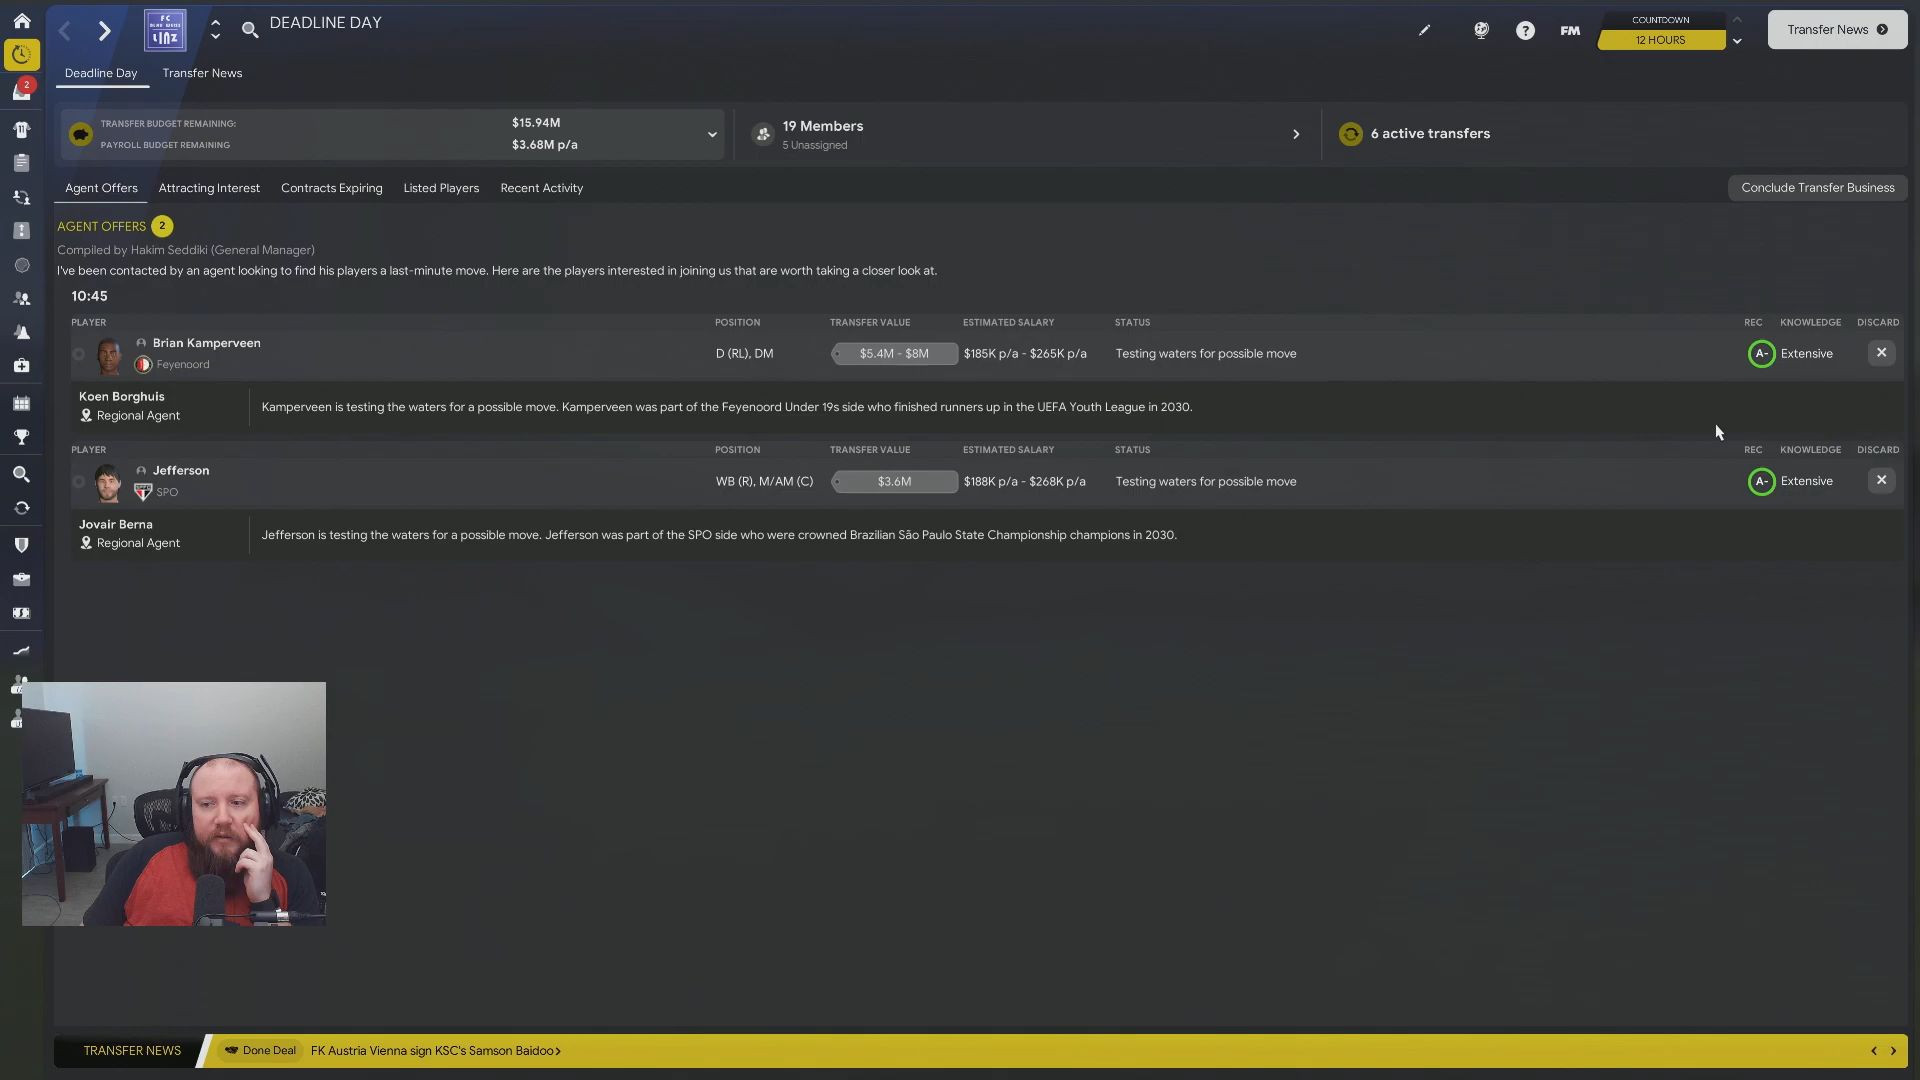 FC
BLAU WEISS
LINZ
DEADLINE DAY
FM
COUNTDOWN
12 HOURS
Transfer News
2
Deadline Day
Transfer News
TRANSFER BUDGET REMAINING:
$15.94M
PAYROLL BUDGET REMAINING
$3.68M p/a
19 Members
5 Unassigned
6 active transfers
Agent Offers
Attracting Interest
Contracts Expiring
Listed Players
Recent Activity
Conclude Transfer Business
AGENT OFFERS 2
Compiled by Hakim Seddiki (General Manager)
I've been contacted by an agent looking to find his players a last-minute move. Here are the players interested in joining us that are worth taking a closer look at.
10:45
PLAYER POSITION TRANSFER VALUE ESTIMATED SALARY STATUS REC KNOWLEDGE DISCARD
Brian Kamperveen
Feyenoord
D (RL), DM $5.4M - $8M $185K p/a - $265K p/a Testing waters for possible move A- Extensive
Koen Borghuis
Regional Agent
Kamperveen is testing the waters for a possible move. Kamperveen was part of the Feyenoord Under 19s side who finished runners up in the UEFA Youth League in 2030.
PLAYER POSITION TRANSFER VALUE ESTIMATED SALARY STATUS REC KNOWLEDGE DISCARD
Jefferson
SPO
WB (R), M/AM (C) $3.6M $188K p/a - $268K p/a Testing waters for possible move A- Extensive
Jovair Berna
Regional Agent
Jefferson is testing the waters for a possible move. Jefferson was part of the SPO side who were crowned Brazilian São Paulo State Championship champions in 2030.
TRANSFER NEWS
Done Deal
FK Austria Vienna sign KSC's Samson Baidoo